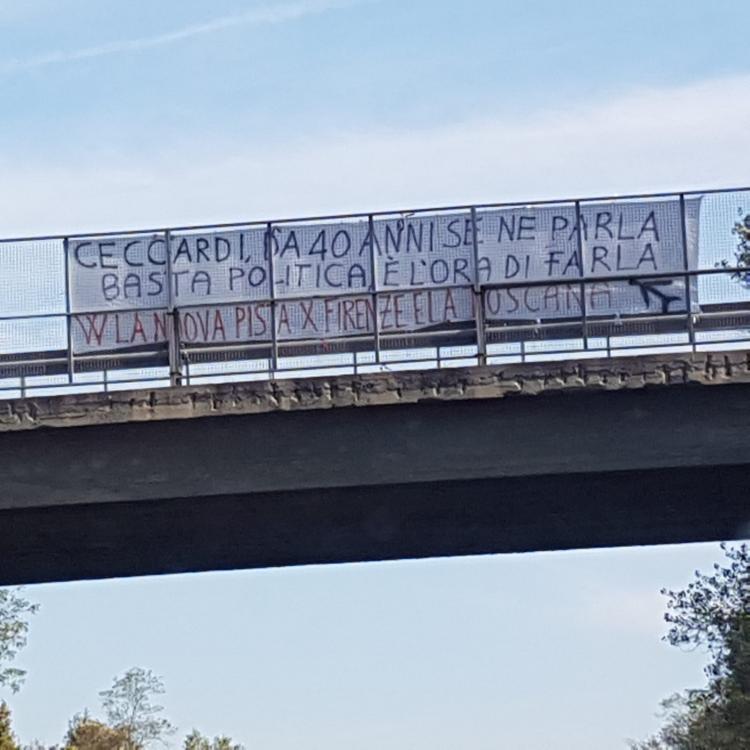 CECCARDI, DA 40 ANNI SE NE PARLA
BASTA POLITICA È L'ORA DI FARLA
W LA NUOVA PISTA X FIRENZE E LA TOSCANA